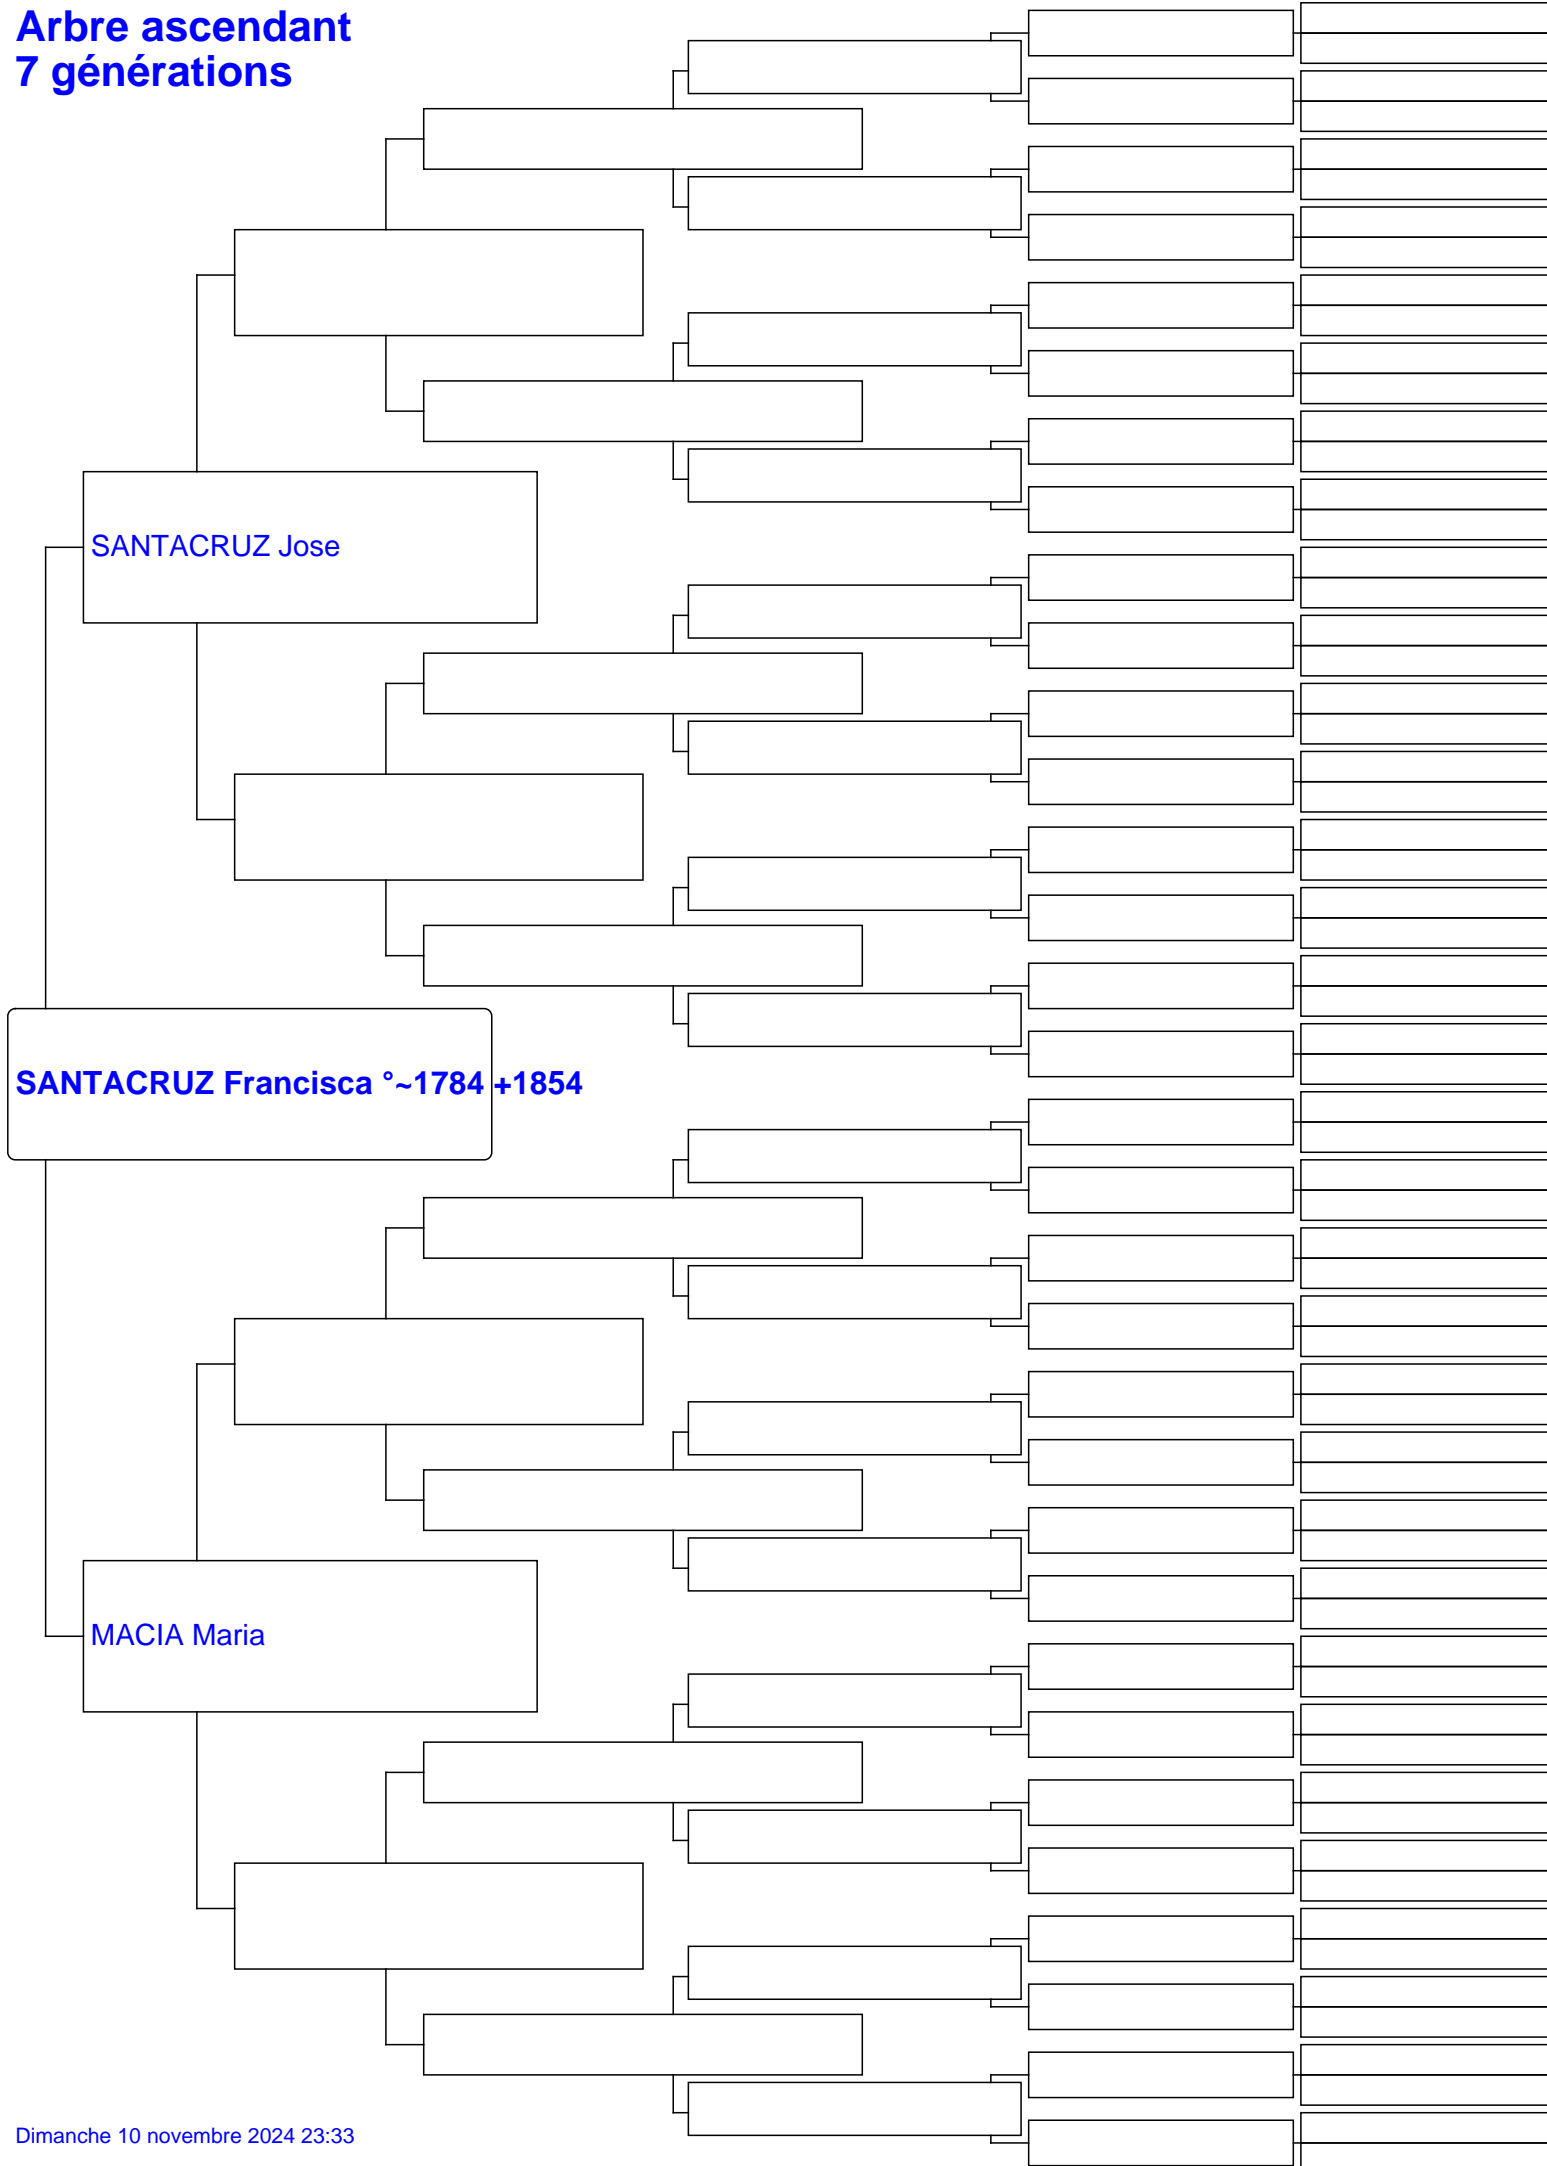 Arbre ascendant
7 générations
SANTACRUZ Jose
SANTACRUZ Francisca °~1784 +1854
MACIA Maria
Dimanche 10 novembre 2024 23:33